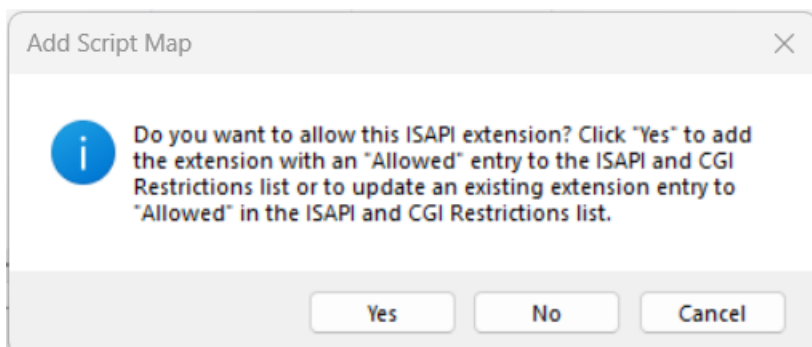 Add Script Map
Do you want to allow this ISAPI extension? Click "Yes" to add
the extension with an "Allowed" entry to the ISAPI and CGI
Restrictions list or to update an existing extension entry to
"Allowed" in the ISAPI and CGI Restrictions list.
Yes No Cancel